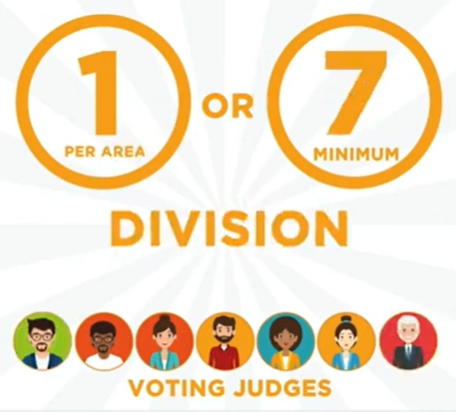 1
PER AREA
OR
7
MINIMUM
DIVISION
VOTING JUDGES